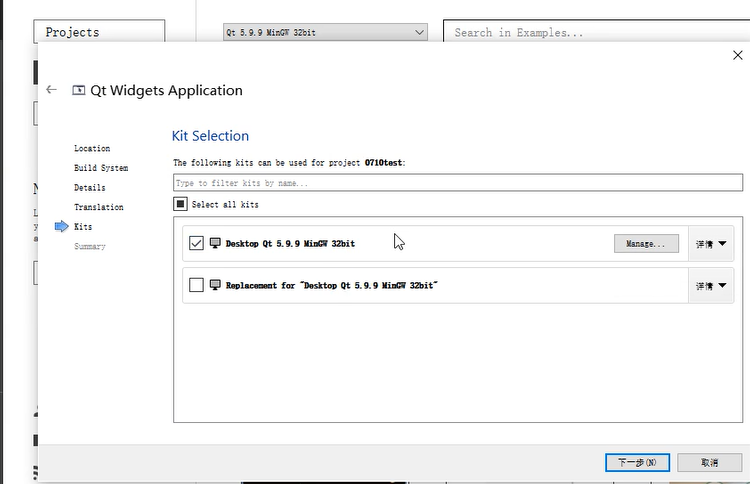 Projects
Qt 5.9.9 MinGW 32bit
Search in Examples...
Qt Widgets Application
Kit Selection
Location
Build System
Details
Translation
Kits
Summary
The following kits can be used for project 0710test:
Type to filter kits by name...
Select all kits
Desktop Qt 5.9.9 MinGW 32bit
Manage...
详情
Replacement for "Desktop Qt 5.9.9 MinGW 32bit"
详情
下一步(N)
取消